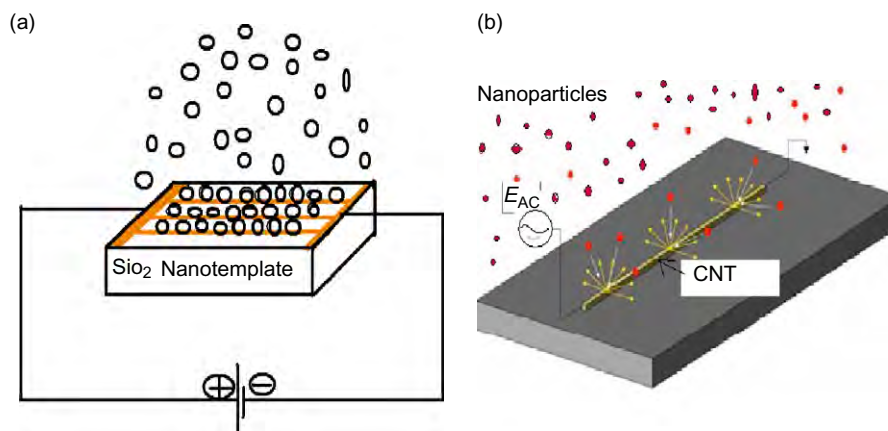 (a)
SiO₂ Nanotemplate
+ −
(b)
Nanoparticles
E_AC
CNT